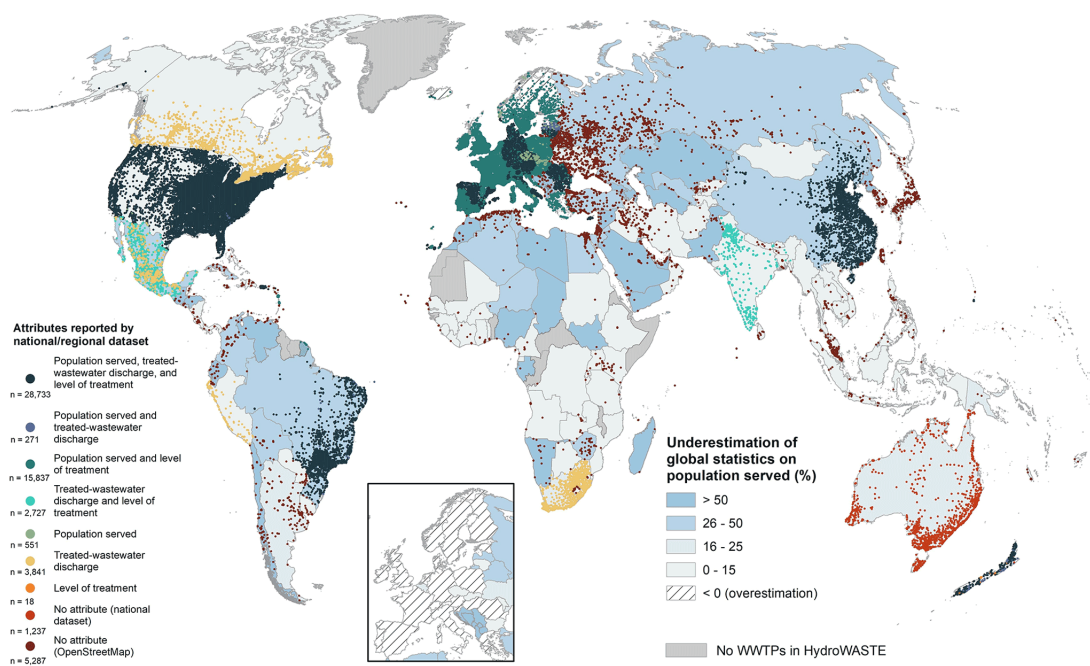 Attributes reported by
national/regional dataset
Population served, treated-
wastewater discharge, and
level of treatment
n = 28,733
Population served and
treated-wastewater
discharge
n = 271
Population served and level
of treatment
n = 15,837
Treated-wastewater
discharge and level of
treatment
n = 2,727
Population served
n = 551
Treated-wastewater
discharge
n = 3,841
Level of treatment
n = 18
No attribute (national
dataset)
n = 1,237
No attribute
(OpenStreetMap)
n = 5,287
Underestimation of
global statistics on
population served (%)
> 50
26 - 50
16 - 25
0 - 15
< 0 (overestimation)
No WWTPs in HydroWASTE